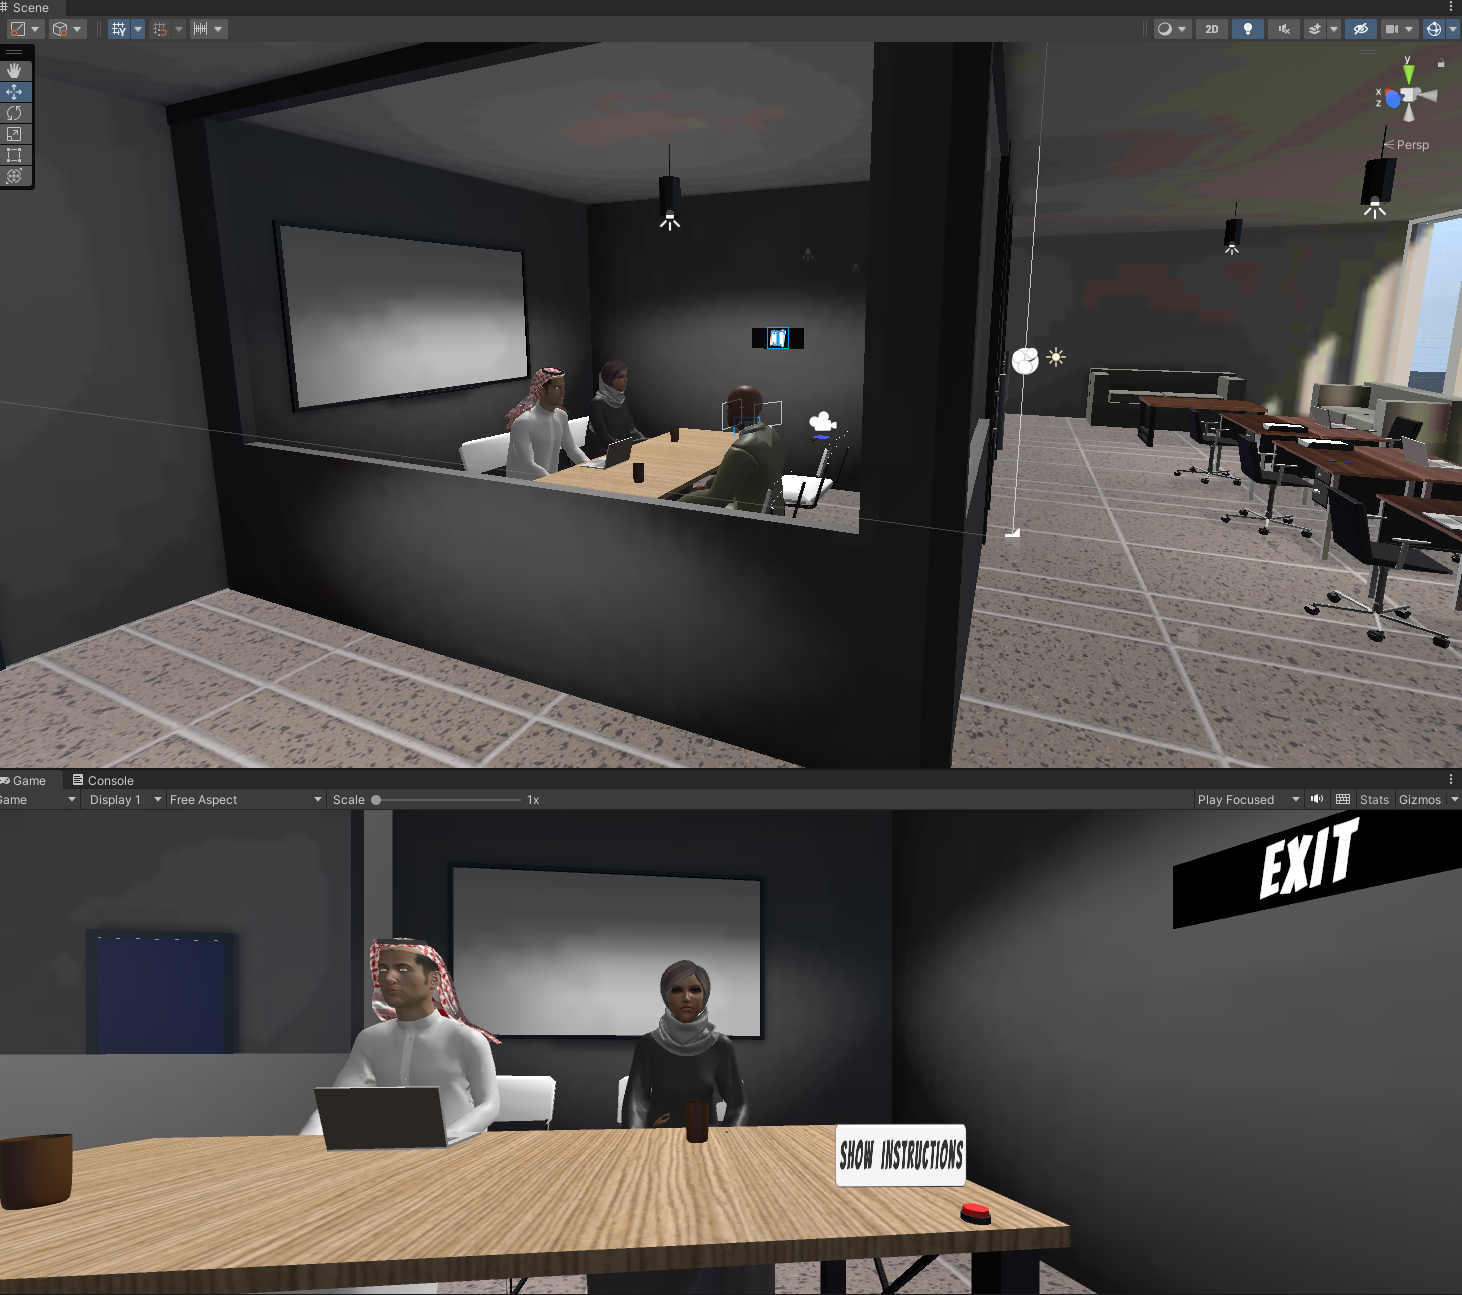 Scene
2D
y
x
z
Persp
Game
Console
Game
Display 1
Free Aspect
Scale
1x
Play Focused
Stats
Gizmos
EXIT
SHOW INSTRUCTIONS